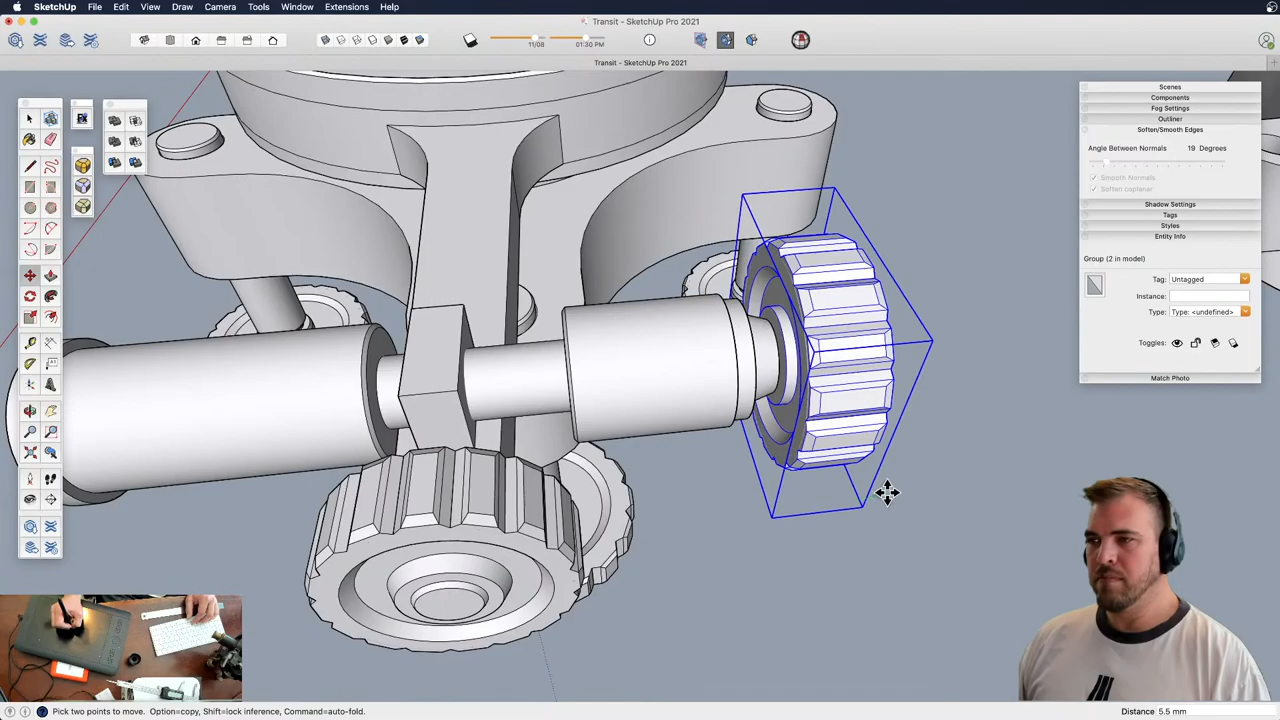 SketchUp File Edit View Draw Camera Tools Window Extensions Help
Transit - SketchUp Pro 2021
11/08 01:30 PM
Transit - SketchUp Pro 2021
Scenes
Components
Fog Settings
Outliner
Soften/Smooth Edges
Angle Between Normals 19 Degrees
Smooth Normals
Soften coplanar
Shadow Settings
Tags
Styles
Entity Info
Group (2 in model)
Tag: Untagged
Instance:
Type: Type: <undefined>
Toggles:
Match Photo
Pick two points to move. Option=copy, Shift=lock inference, Command=auto-fold. Distance 5.5 mm